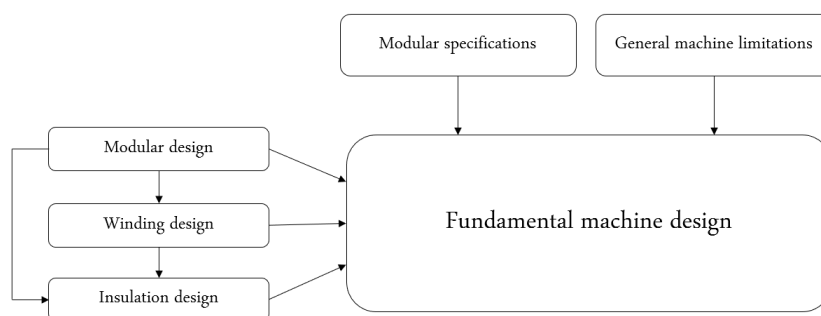 Modular specifications
General machine limitations
Modular design
Winding design
Fundamental machine design
Insulation design